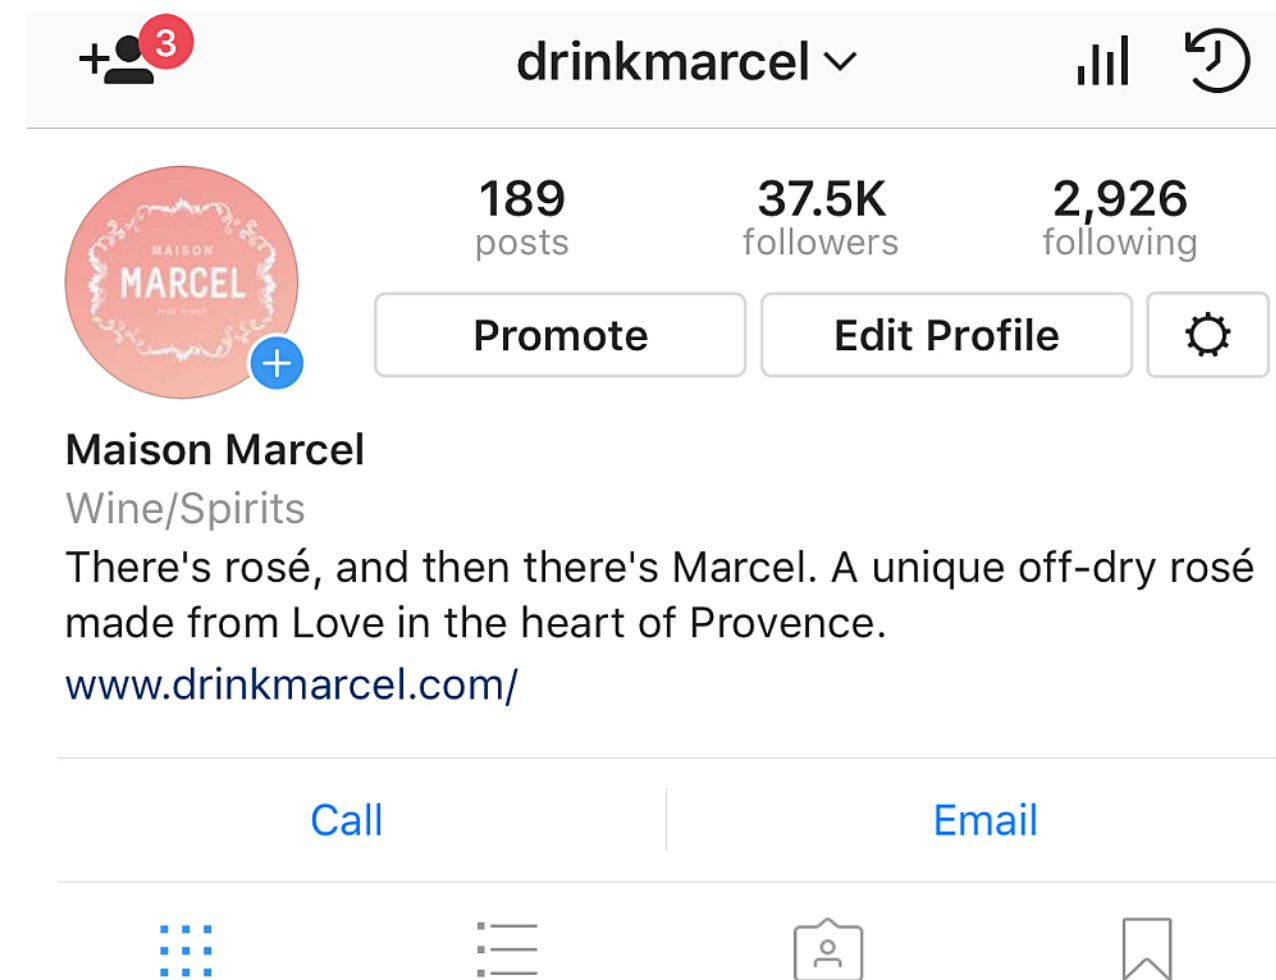 3
drinkmarcel
189
posts
37.5K
followers
2,926
following
MAISON
MARCEL
Promote
Edit Profile
Maison Marcel
Wine/Spirits
There's rosé, and then there's Marcel. A unique off-dry rosé
made from Love in the heart of Provence.
www.drinkmarcel.com/
Call
Email